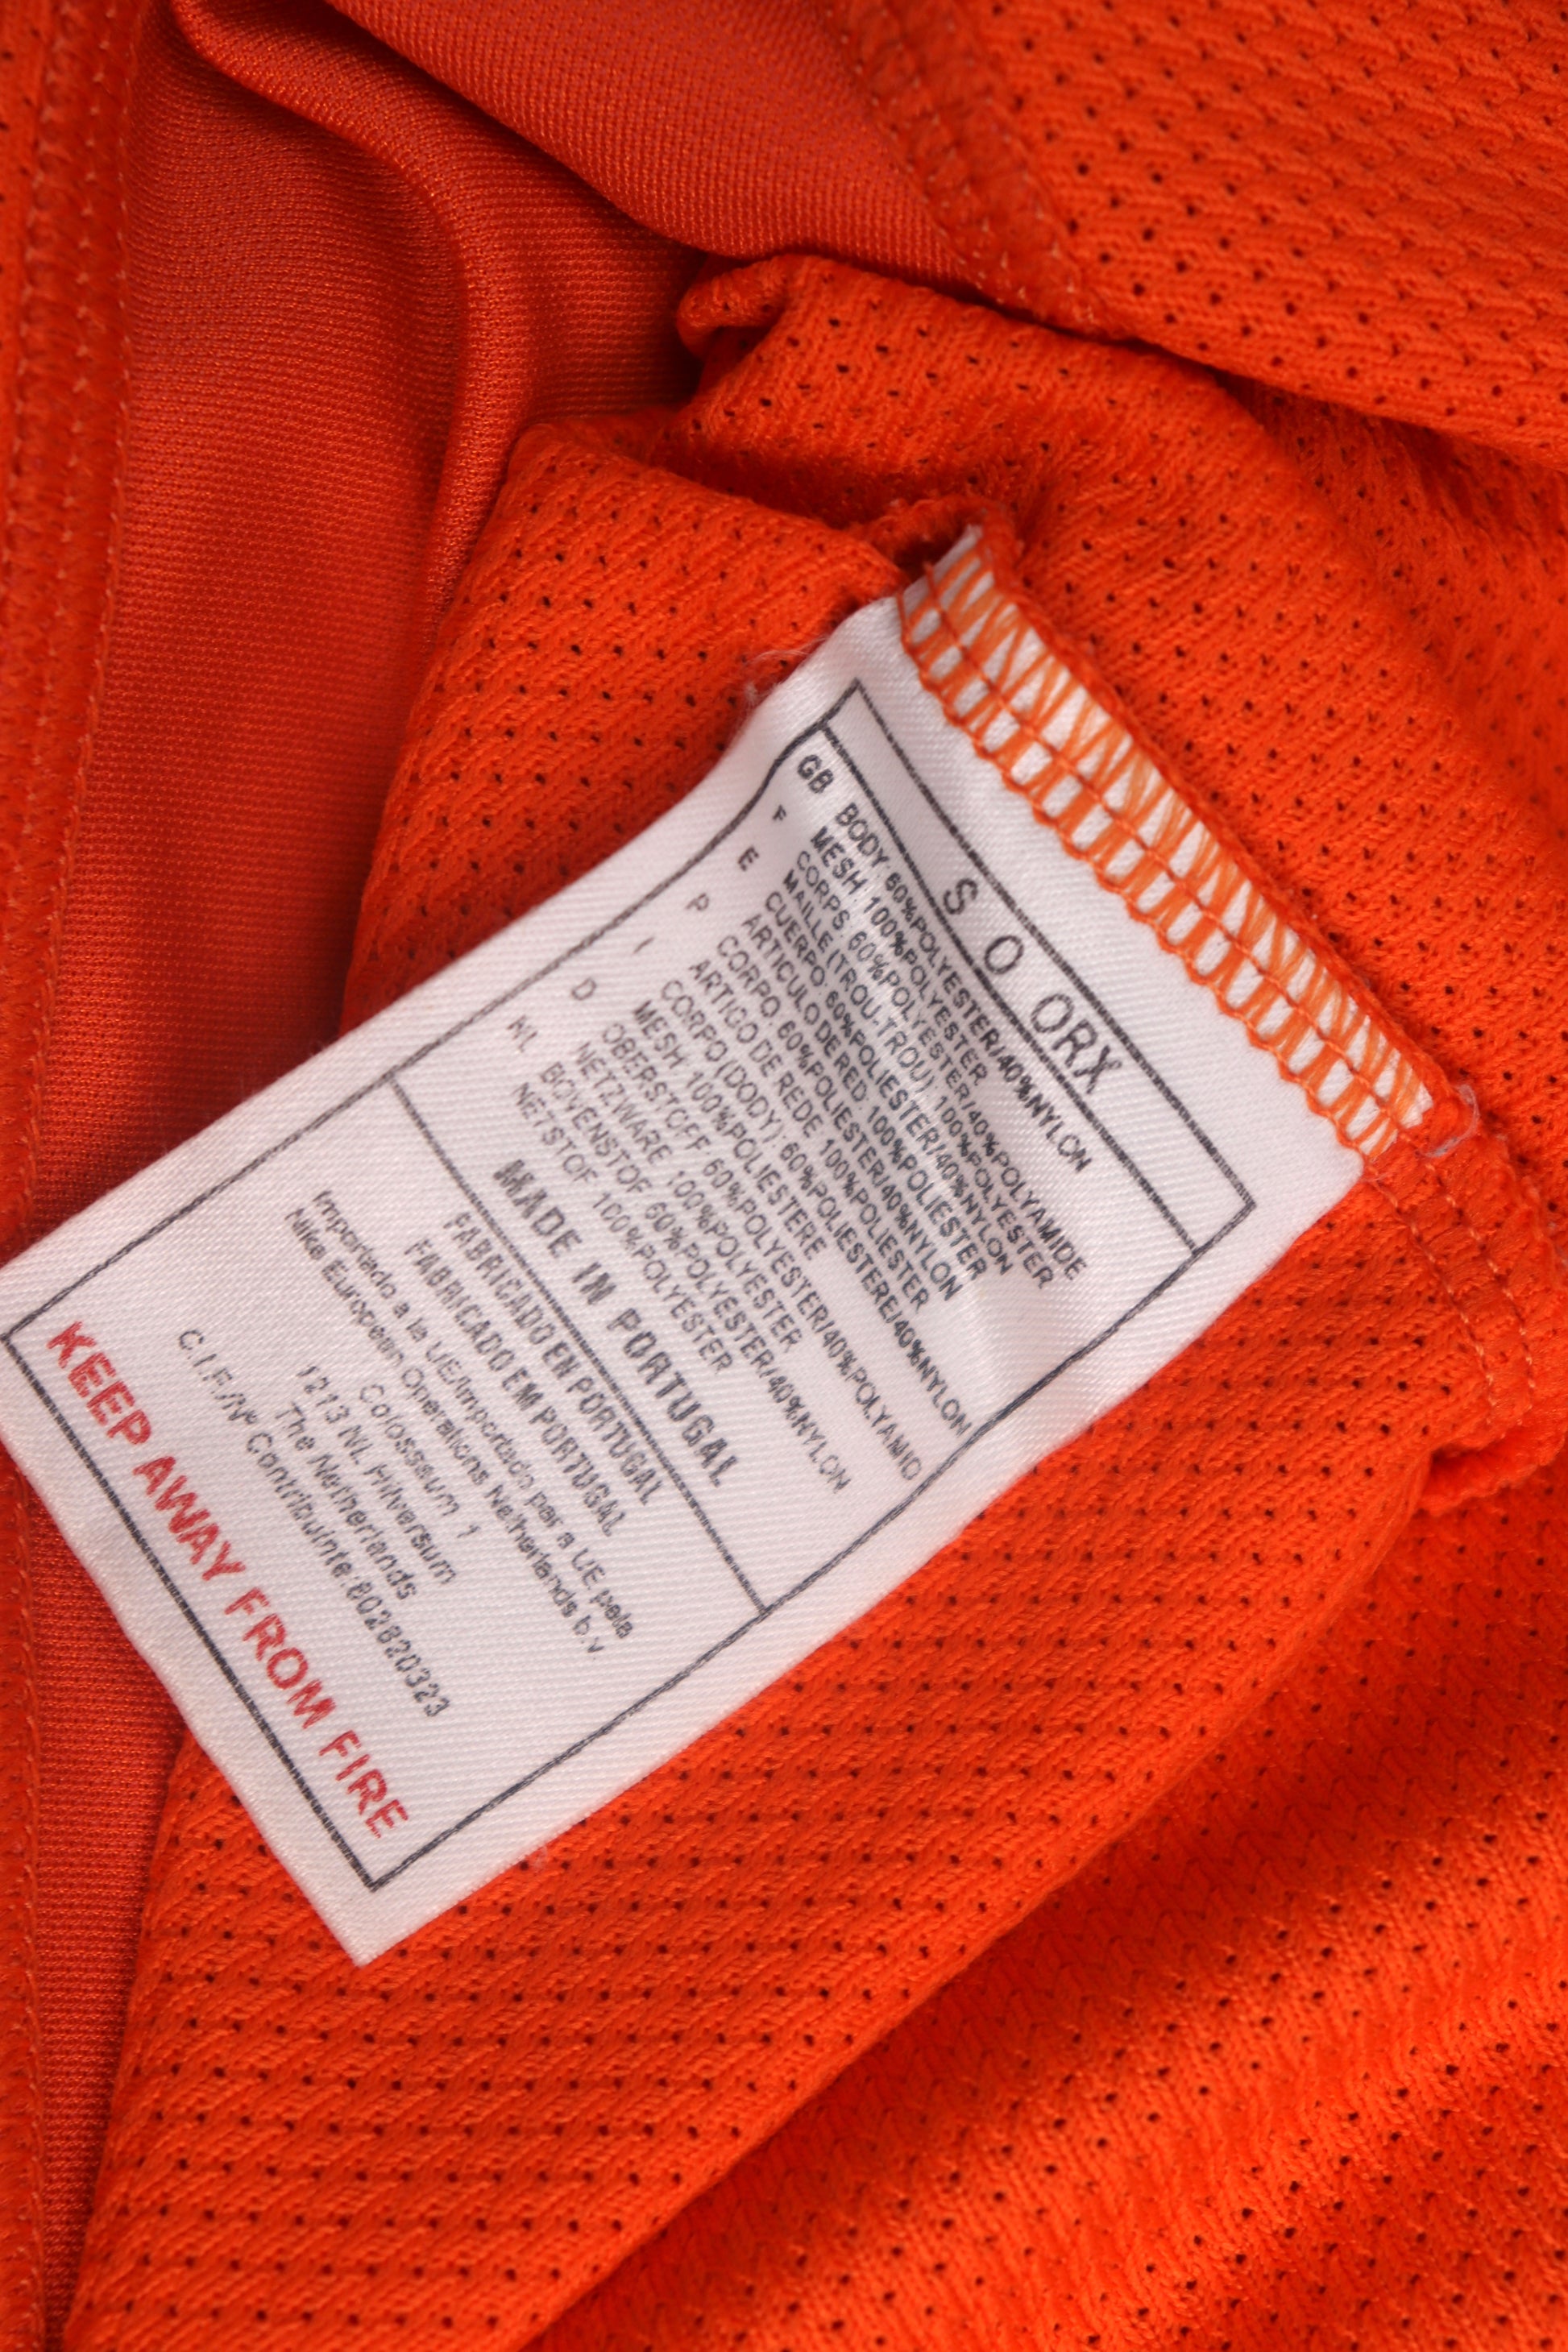 S O ORX
GB BODY 60%POLYESTER/40%NYLON
MESH 100%POLYESTER
F CORPS 60%POLYESTER/40%POLYAMIDE
MAILLE (TROU-TROU) 100%POLYESTER
E CUERPO 60%POLIESTER/40%NYLON
ARTICULO DE RED. 100%POLIESTER
P CORPO 60%POLIESTER/40%NYLON
ARTIGO DE REDE 100%POLIESTER
I CORPO (DODY): 60%POLIESTERE/40%NYLON
MESH 100%POLIESTERE
D OBERSTOFF 60%POLYESTER/40%POLYAMID
NETZWARE 100%POLYESTER
NL BOVENSTOF 60%POLYESTER/40%NYLON
NETSTOF 100%POLYESTER
MADE IN PORTUGAL
FABRICADO EN PORTUGAL
FABRICADO EM PORTUGAL
Importado a la UE/Importado par a UE pela
Nike European Operations Netherlands b.v
Colosseum 1
1213 NL Hilversum
The Netherlands
C.I.F./Nº Contribuinte:802820323
KEEP AWAY FROM FIRE